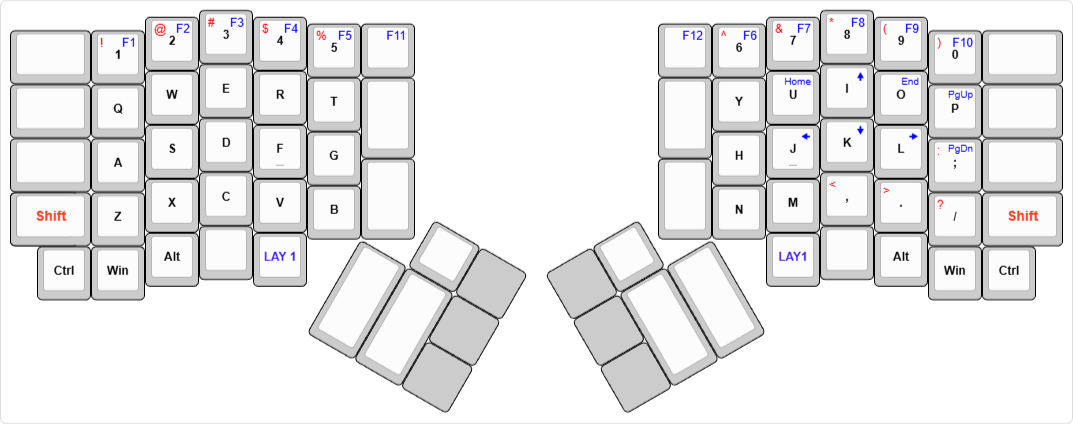 ! F1 @ F2 # F3 $ F4 % F5 F11 F12 ^ F6 & F7 * F8 ( F9 ) F10
1 2 3 4 5 6 7 8 9 0
Home End PgUp
Q W E R T Y U I O P
: PgDn
A S D F G H J K L ;
_ _
< > ?
Shift Z X C V B N M , . / Shift
Ctrl Win Alt LAY 1 LAY1 Alt Win Ctrl